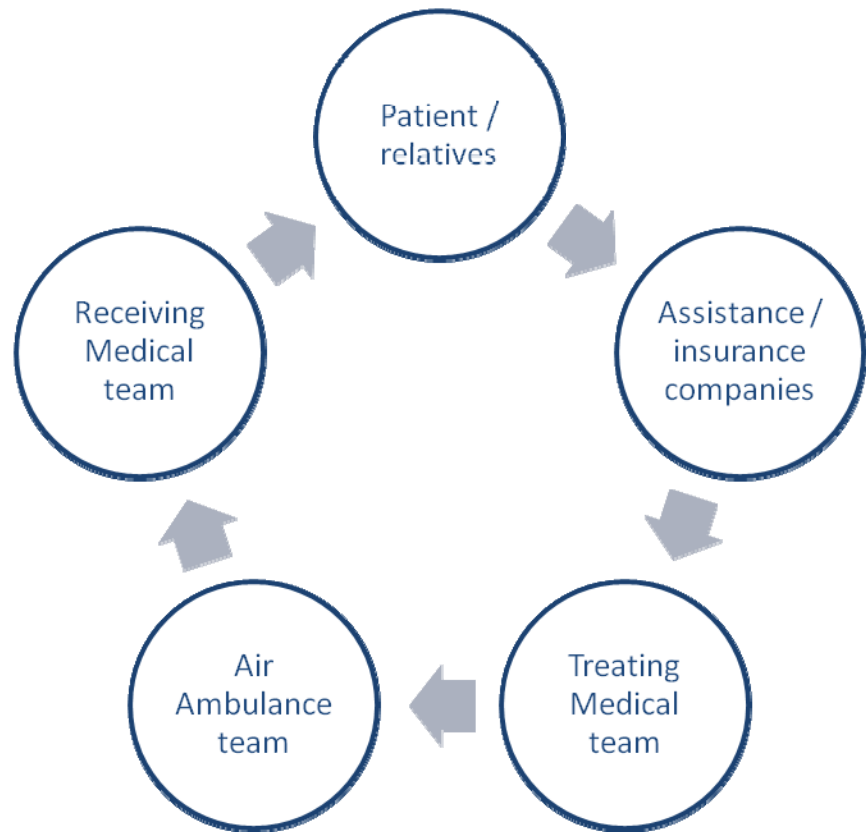 Patient /
relatives
Assistance /
insurance
companies
Treating
Medical
team
Air
Ambulance
team
Receiving
Medical
team